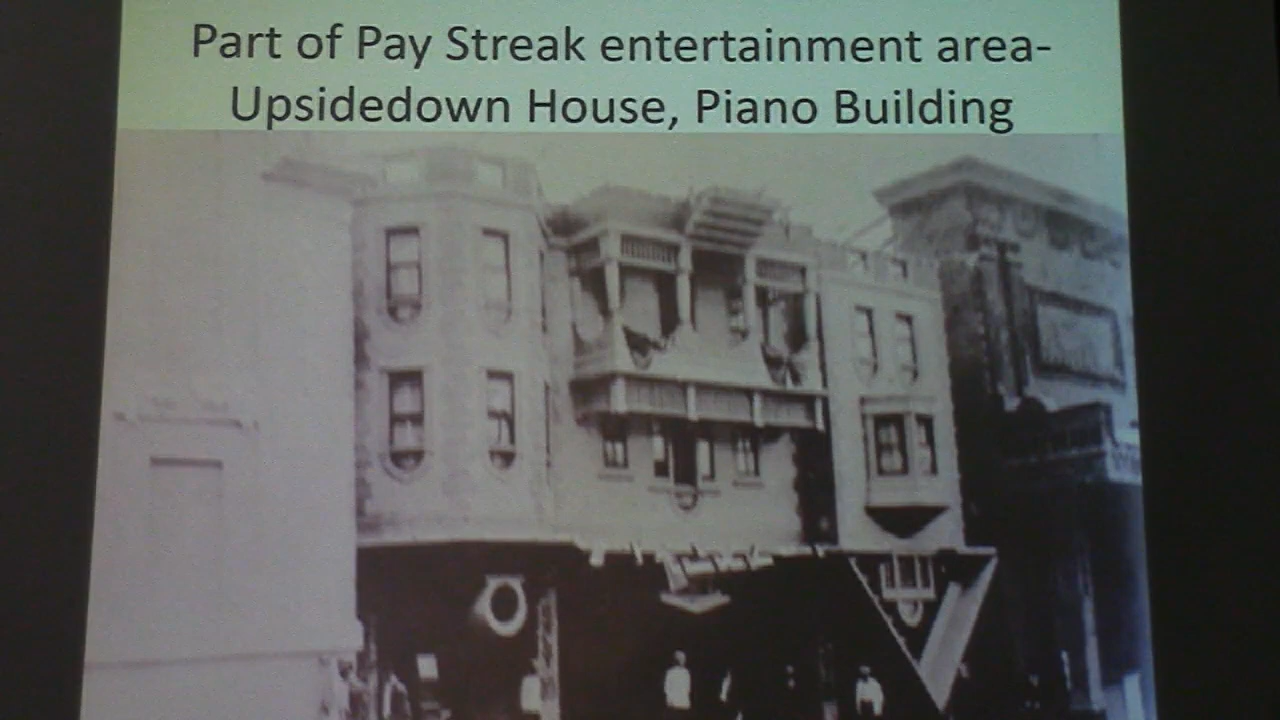 Part of Pay Streak entertainment area-
Upsidedown House, Piano Building